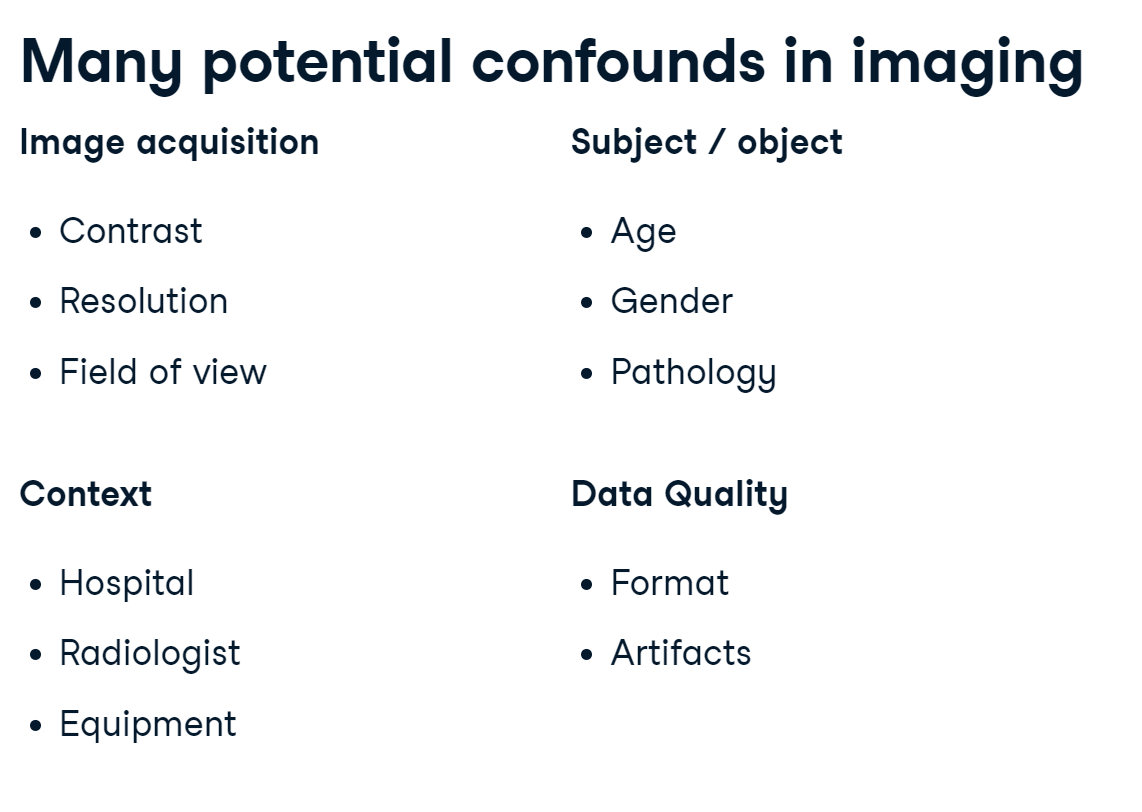 Many potential confounds in imaging
Image acquisition
• Contrast
• Resolution
• Field of view
Subject / object
• Age
• Gender
• Pathology
Context
• Hospital
• Radiologist
• Equipment
Data Quality
• Format
• Artifacts